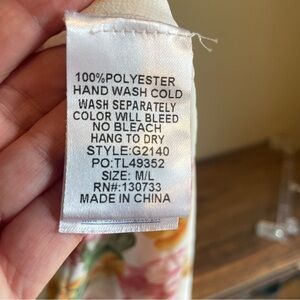 100%POLYESTER
HAND WASH COLD
WASH SEPARATELY
COLOR WILL BLEED
NO BLEACH
HANG TO DRY
STYLE:G2140
PO:TL49352
SIZE: M/L
RN#:130733
MADE IN CHINA